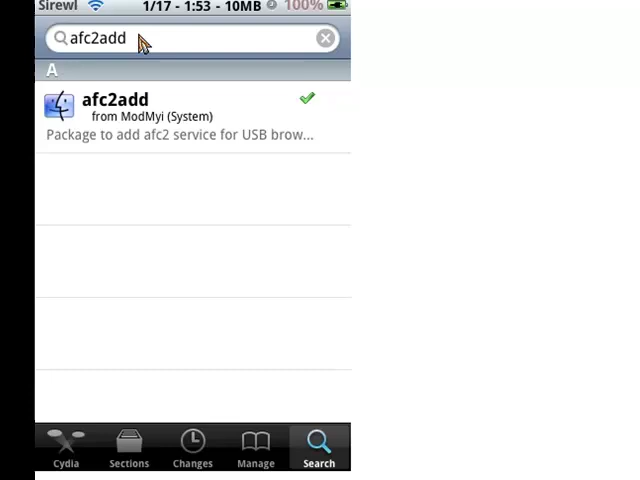 Sirewl 1/17 - 1:53 - 10MB 100%
afc2add
A
afc2add
from ModMyi (System)
Package to add afc2 service for USB brow...
Cydia Sections Changes Manage Search